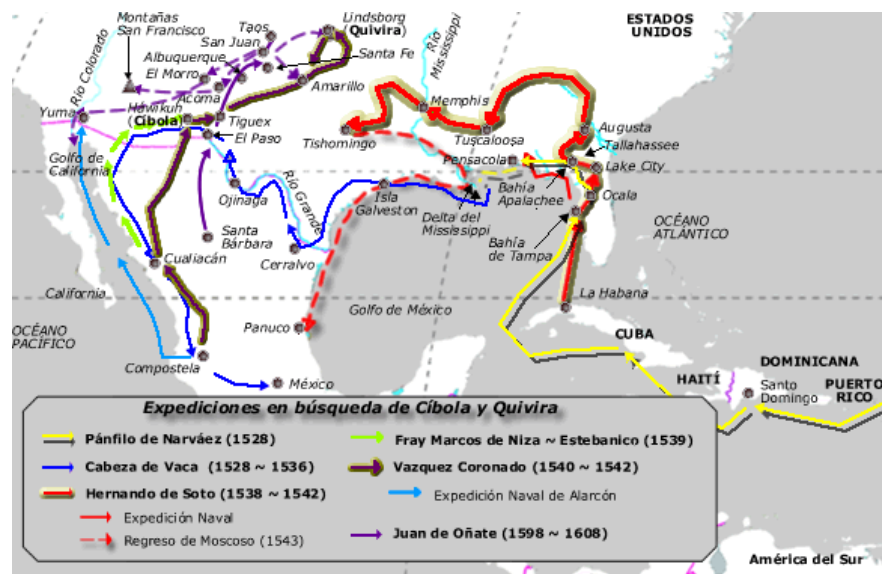 Montañas
San Francisco
Taos
San Juan
Lindsborg
(Quivira)
ESTADOS
UNIDOS
Río Colorado
Albuquerque
El Morro
Santa Fe
Río
Mississippi
Acoma
Amarillo
Yuma
Hawikuh
(Cíbola)
Tiguex
Memphis
El Paso
Tishomingo
Tuscaloosa
Augusta
Tallahassee
Golfo de
California
Pensacola
Lake City
Ojinaga
Río Grande
Isla
Galveston
Bahía
Apalachee
Ocala
Delta del
Mississippi
OCÉANO
ATLÁNTICO
Santa
Bárbara
Cerralvo
Bahía
de Tampa
Cualiacán
California
La Habana
OCÉANO
PACÍFICO
Panuco
Golfo de México
CUBA
Compostela
México
HAITÍ
DOMINICANA
Santo
Domingo
PUERTO
RICO
Expediciones en búsqueda de Cíbola y Quivira
Pánfilo de Narváez (1528)
Fray Marcos de Niza ~ Estebanico (1539)
Cabeza de Vaca (1528 ~ 1536)
Vazquez Coronado (1540 ~ 1542)
Hernando de Soto (1538 ~ 1542)
Expedición Naval de Alarcón
Expedición Naval
Regreso de Moscoso (1543)
Juan de Oñate (1598 ~ 1608)
América del Sur